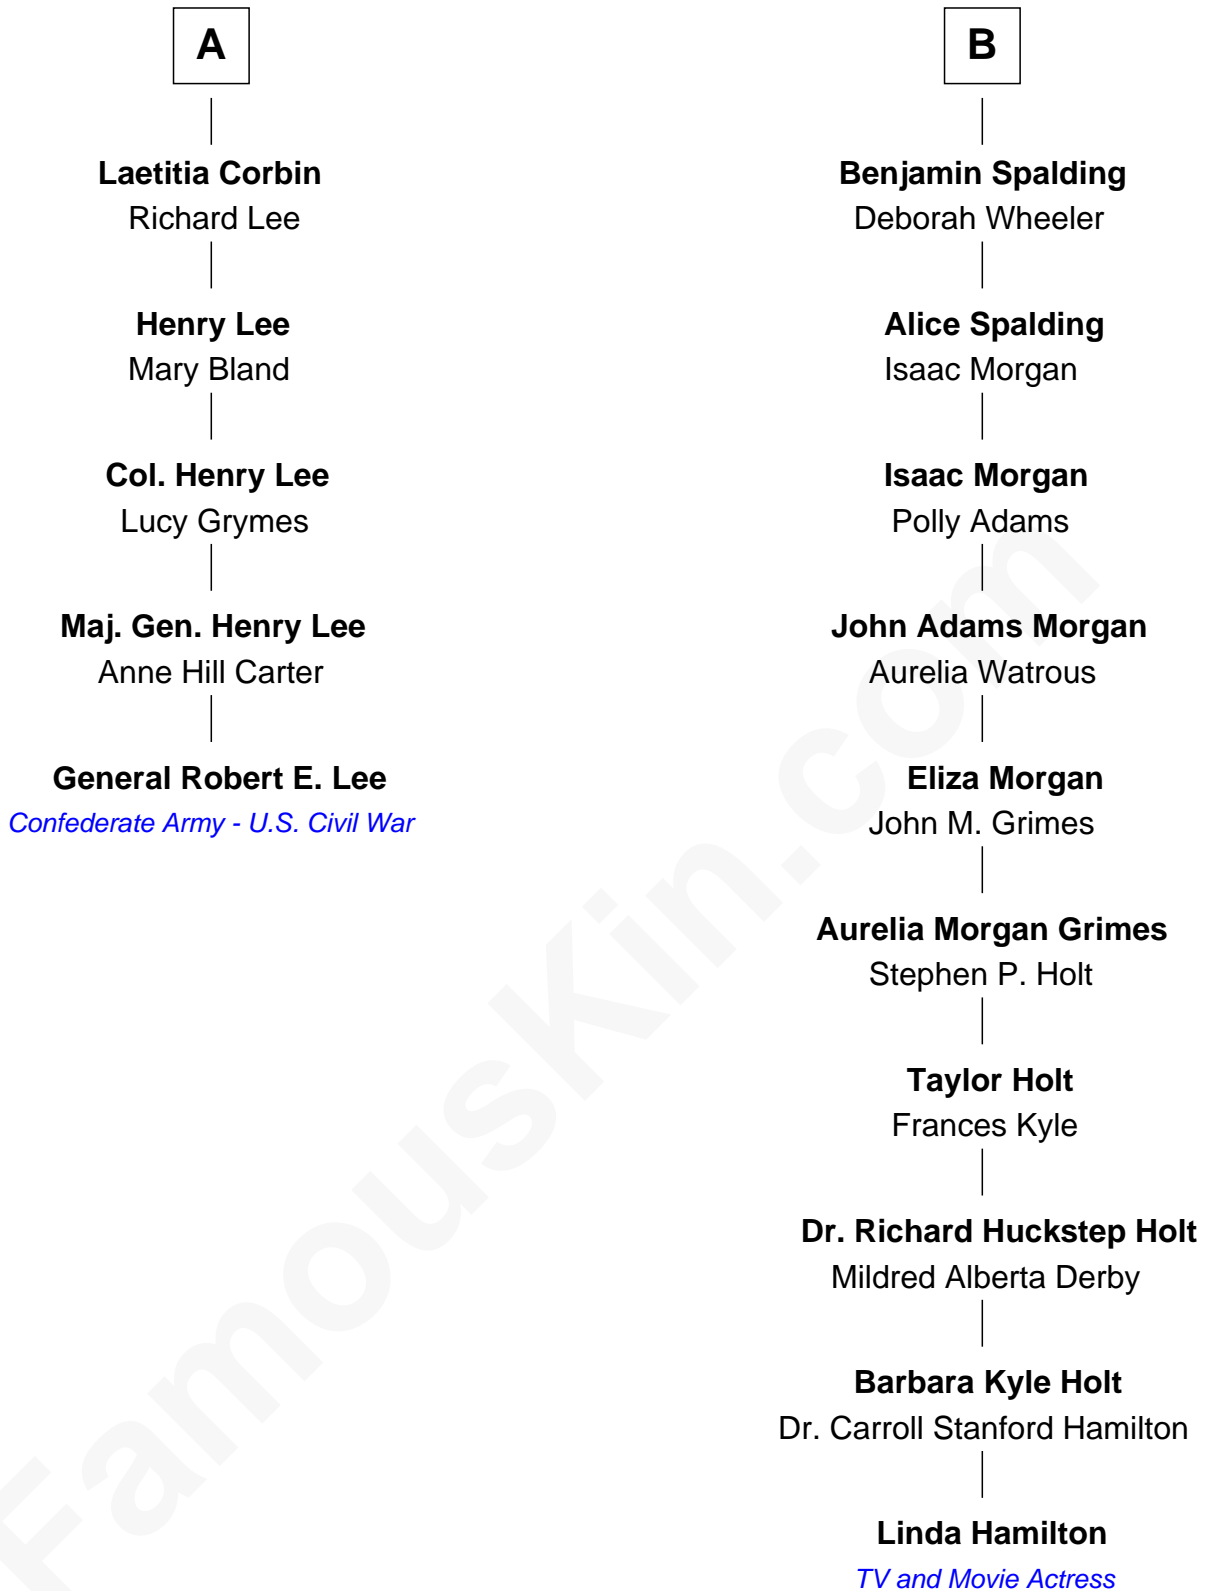 A
Laetitia Corbin
Richard Lee
Henry Lee
Mary Bland
Col. Henry Lee
Lucy Grymes
Maj. Gen. Henry Lee
Anne Hill Carter
General Robert E. Lee
Confederate Army - U.S. Civil War
B
Benjamin Spalding
Deborah Wheeler
Alice Spalding
Isaac Morgan
Isaac Morgan
Polly Adams
John Adams Morgan
Aurelia Watrous
Eliza Morgan
John M. Grimes
Aurelia Morgan Grimes
Stephen P. Holt
Taylor Holt
Frances Kyle
Dr. Richard Huckstep Holt
Mildred Alberta Derby
Barbara Kyle Holt
Dr. Carroll Stanford Hamilton
Linda Hamilton
TV and Movie Actress
FamousKin.com